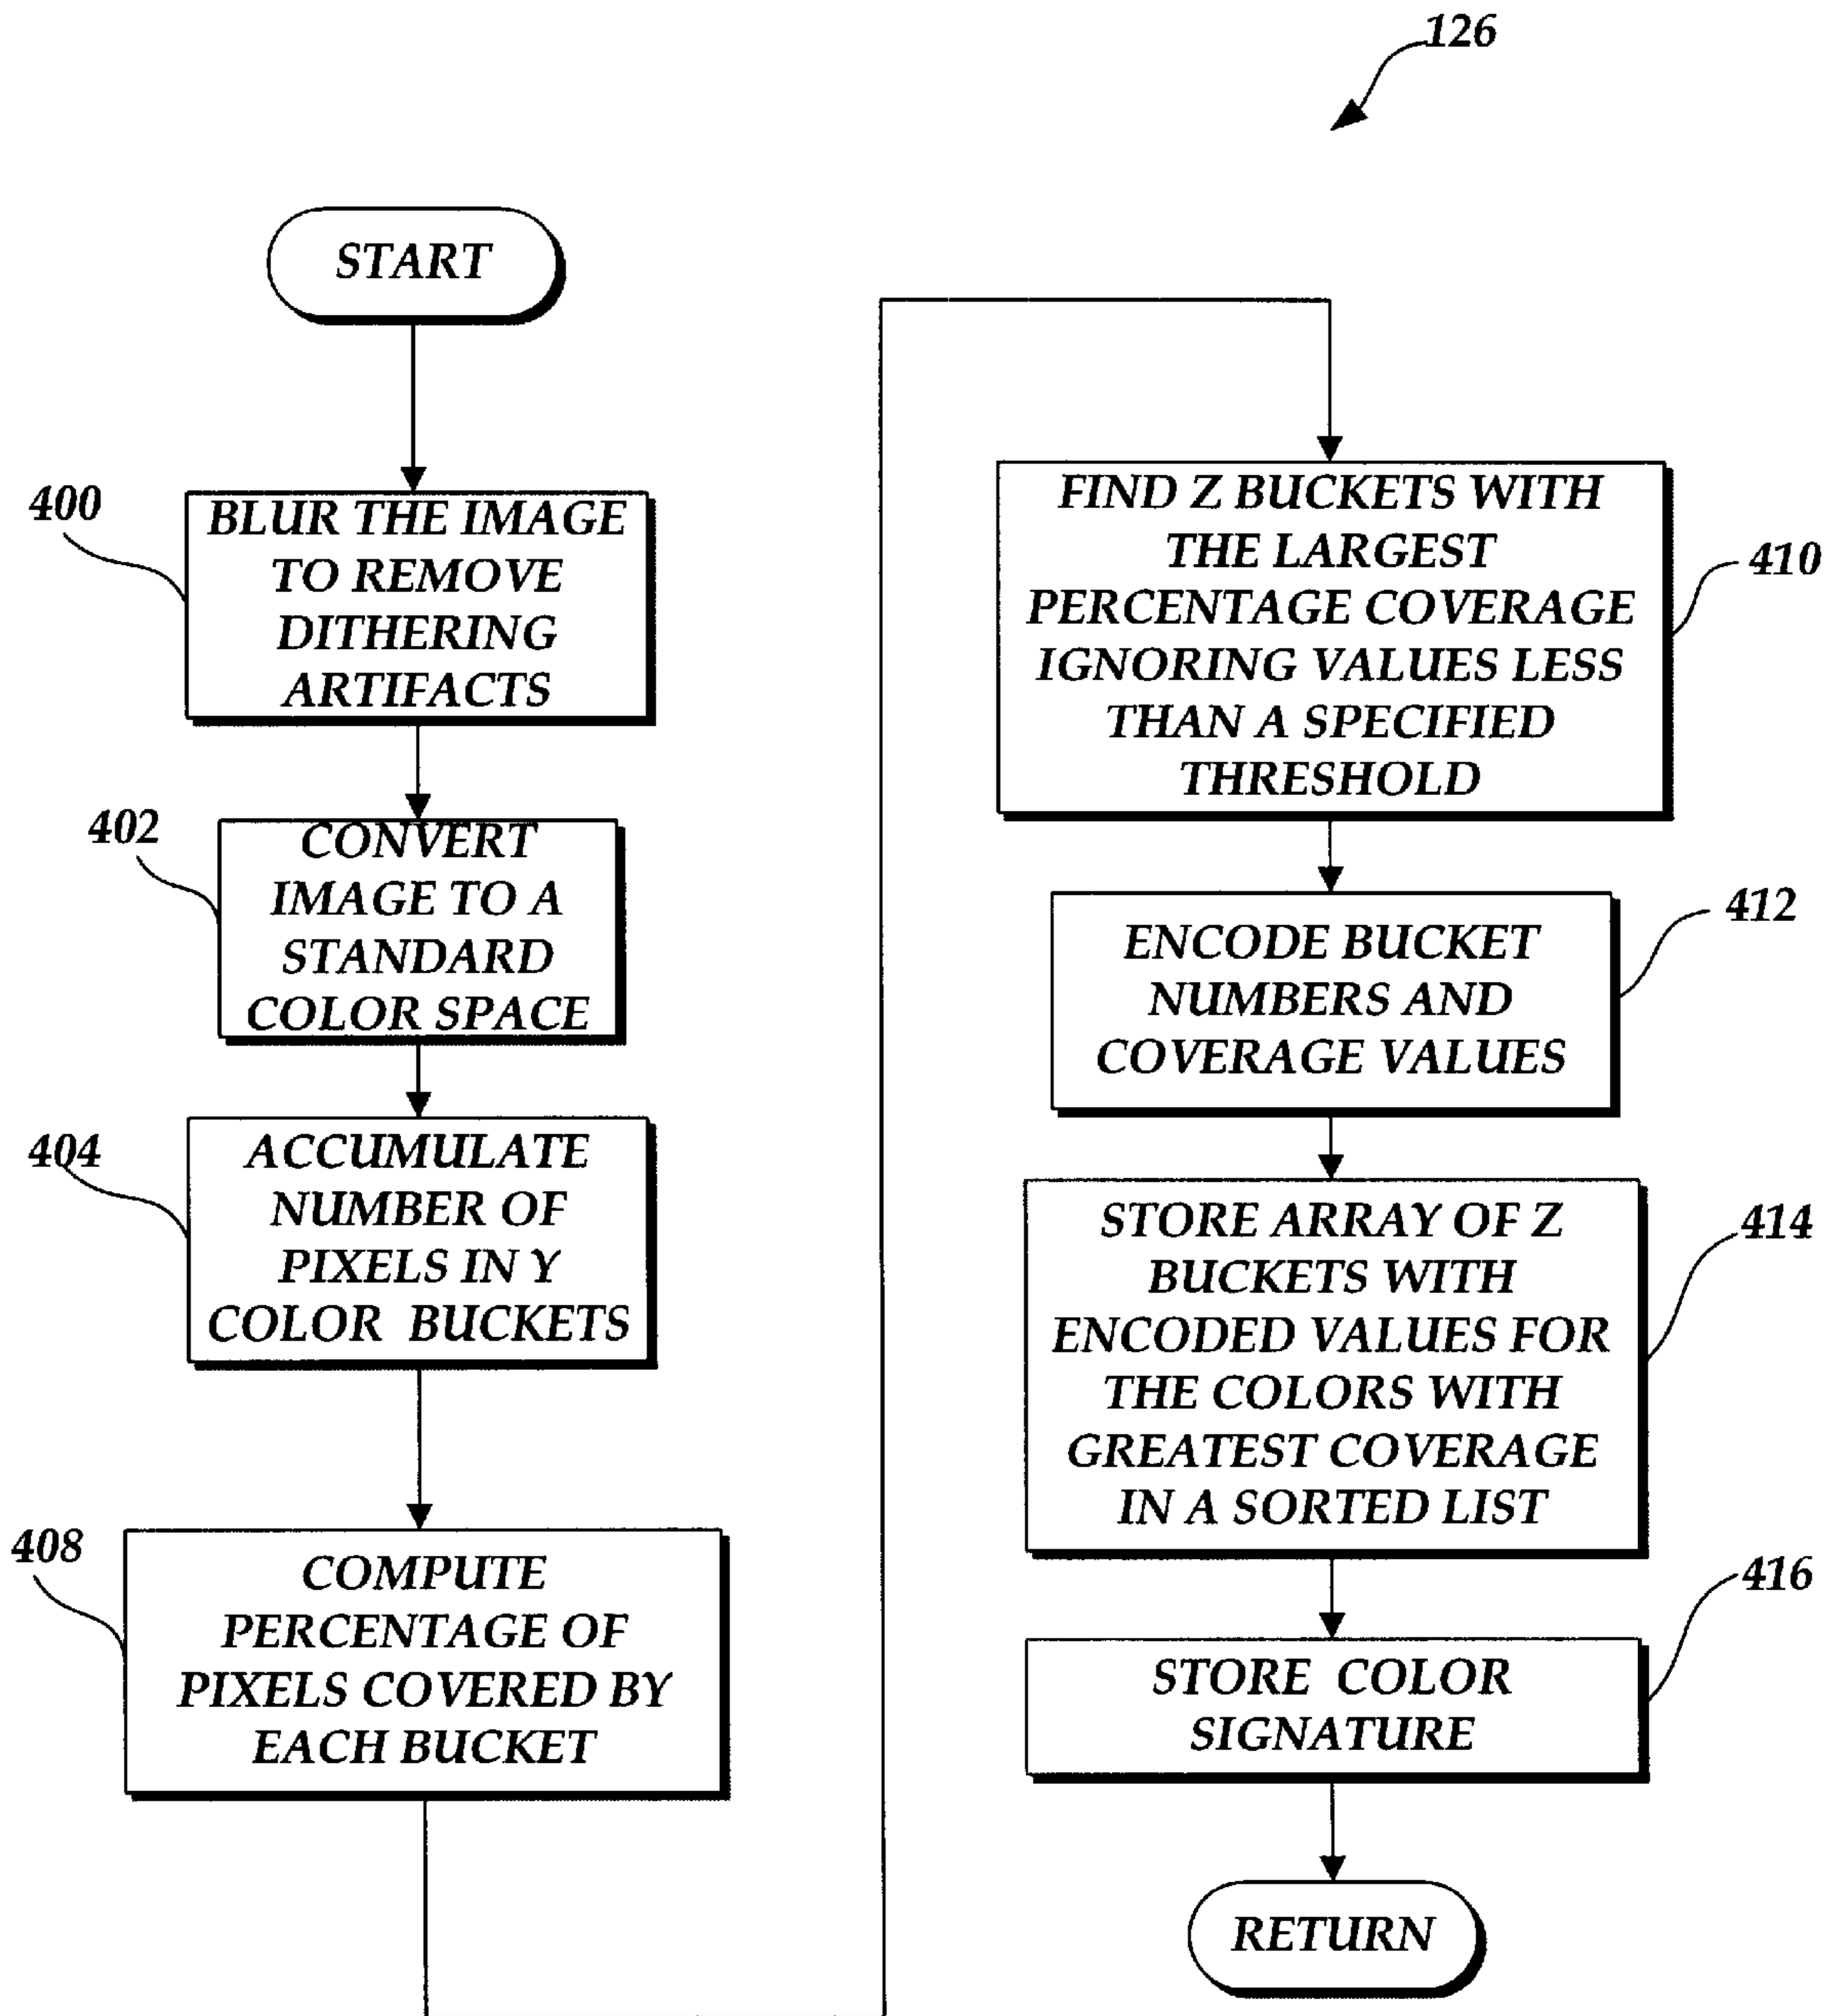 126
START
400
BLUR THE IMAGE
TO REMOVE
DITHERING
ARTIFACTS
402
CONVERT
IMAGE TO A
STANDARD
COLOR SPACE
404
ACCUMULATE
NUMBER OF
PIXELS IN Y
COLOR BUCKETS
408
COMPUTE
PERCENTAGE OF
PIXELS COVERED BY
EACH BUCKET
FIND Z BUCKETS WITH
THE LARGEST
PERCENTAGE COVERAGE
IGNORING VALUES LESS
THAN A SPECIFIED
THRESHOLD
410
ENCODE BUCKET
NUMBERS AND
COVERAGE VALUES
412
STORE ARRAY OF Z
BUCKETS WITH
ENCODED VALUES FOR
THE COLORS WITH
GREATEST COVERAGE
IN A SORTED LIST
414
STORE COLOR
SIGNATURE
416
RETURN